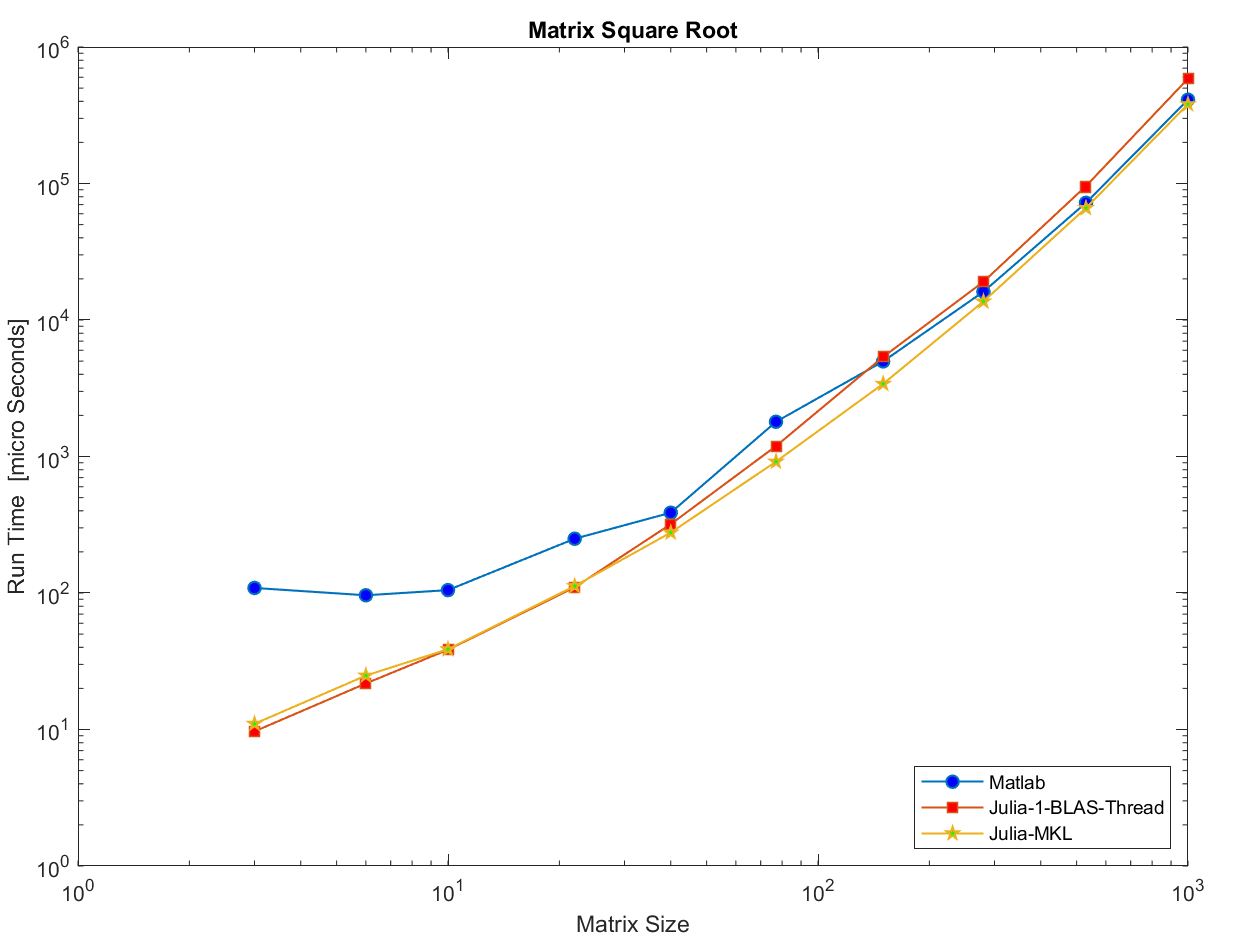 Matrix Square Root
10^6
10^5
10^4
10^3
10^2
10^1
10^0
Run Time [micro Seconds]
10^0 10^1 10^2 10^3
Matrix Size
Matlab
Julia-1-BLAS-Thread
Julia-MKL